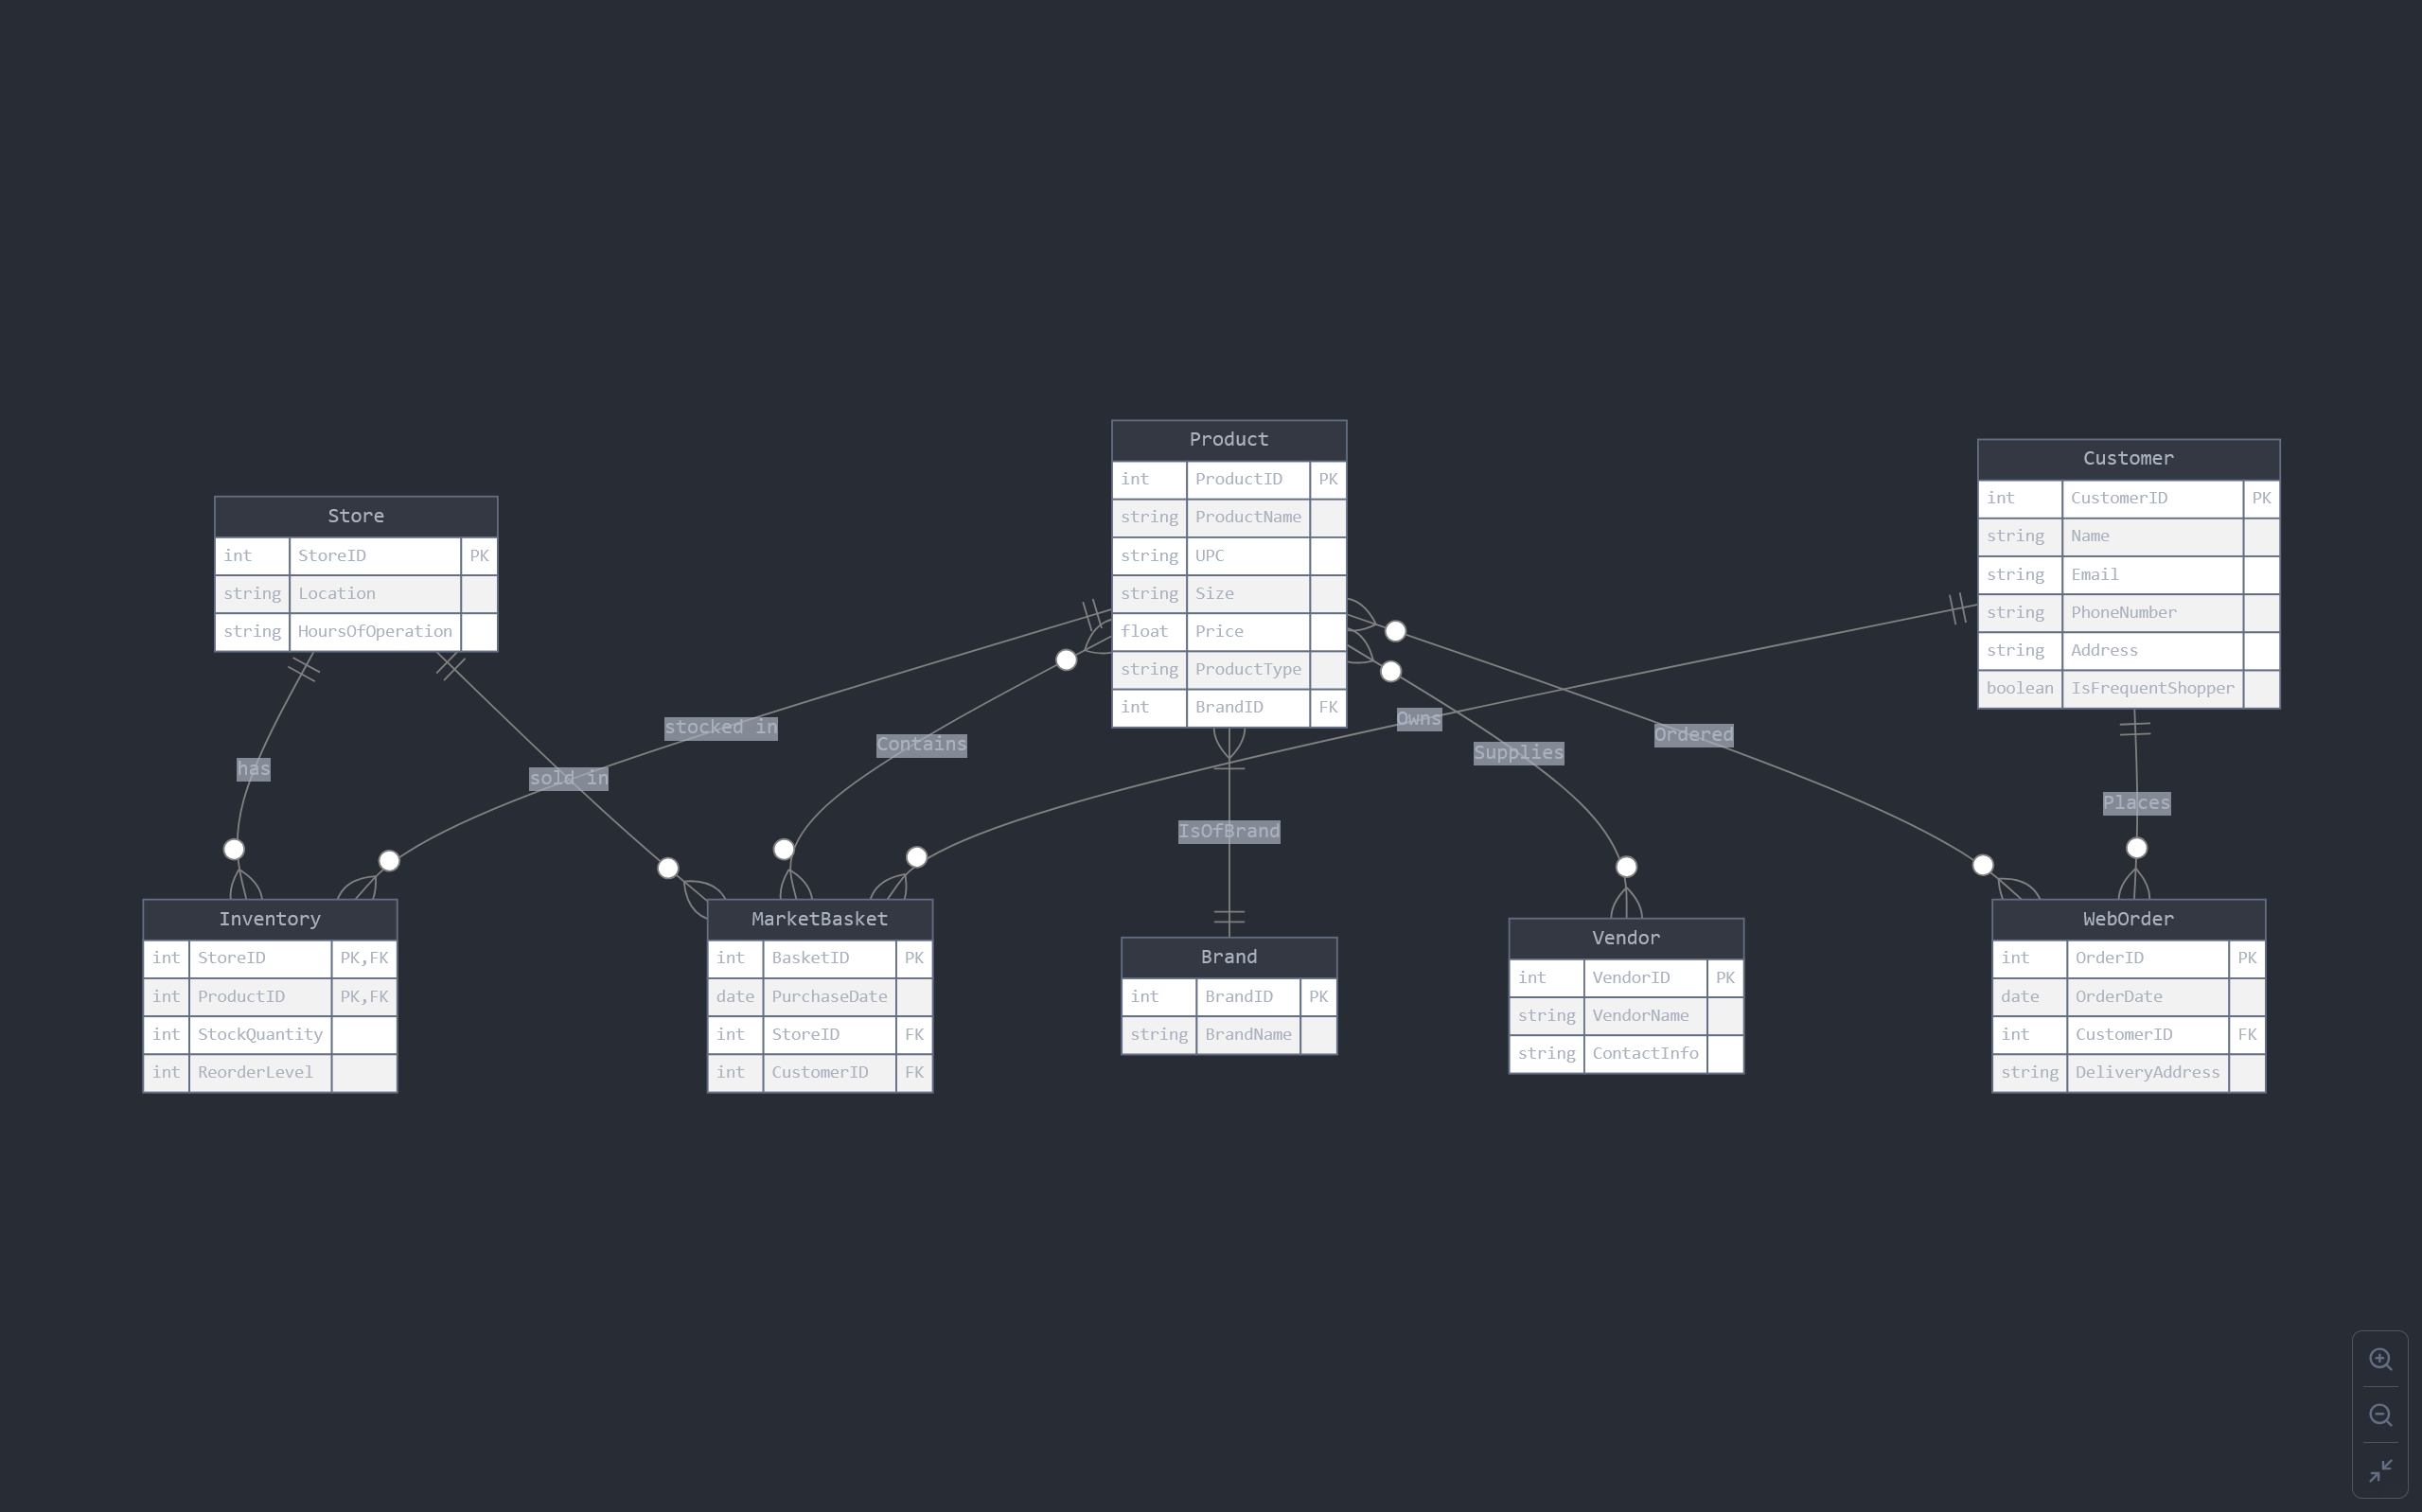 Product
int ProductID PK
string ProductName
string UPC
string Size
float Price
string ProductType
int BrandID FK
Customer
int CustomerID PK
string Name
string Email
string PhoneNumber
string Address
boolean IsFrequentShopper
Store
int StoreID PK
string Location
string HoursOfOperation
stocked in
Contains
Owns
Supplies
Ordered
has
sold in
IsOfBrand
Places
Inventory
int StoreID PK,FK
int ProductID PK,FK
int StockQuantity
int ReorderLevel
MarketBasket
int BasketID PK
date PurchaseDate
int StoreID FK
int CustomerID FK
Brand
int BrandID PK
string BrandName
Vendor
int VendorID PK
string VendorName
string ContactInfo
WebOrder
int OrderID PK
date OrderDate
int CustomerID FK
string DeliveryAddress